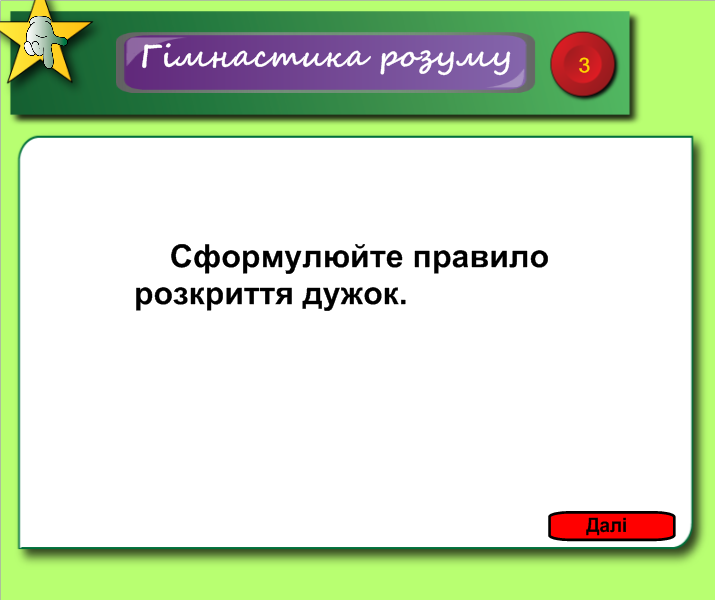 Гімнастика розуму
3
Сформулюйте правило
розкриття дужок.
Далі